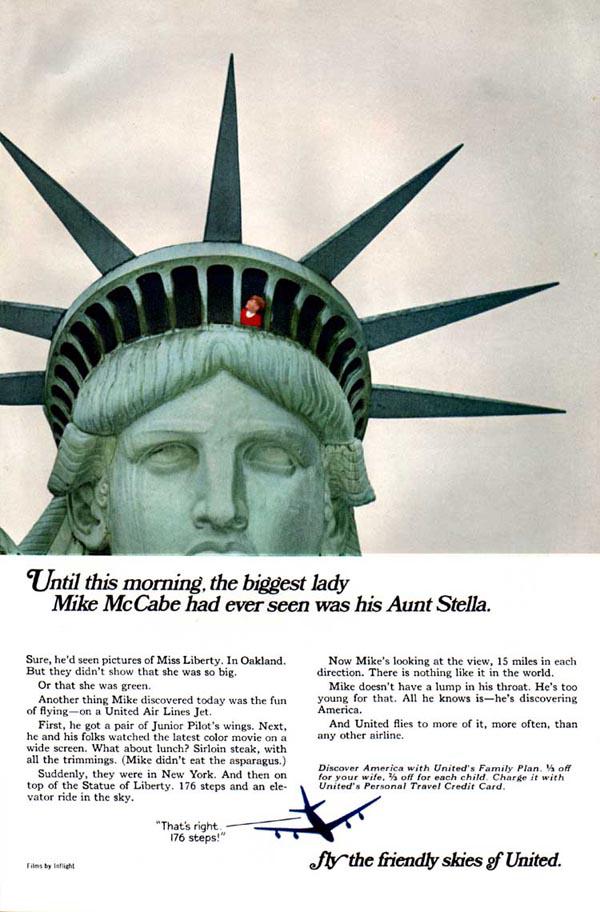 Until this morning, the biggest lady
Mike McCabe had ever seen was his Aunt Stella.
Sure, he'd seen pictures of Miss Liberty. In Oakland.
But they didn't show that she was so big.
Or that she was green.
Another thing Mike discovered today was the fun
of flying—on a United Air Lines Jet.
First, he got a pair of Junior Pilot's wings. Next,
he and his folks watched the latest color movie on a
wide screen. What about lunch? Sirloin steak, with
all the trimmings. (Mike didn't eat the asparagus.)
Suddenly, they were in New York. And then on
top of the Statue of Liberty. 176 steps and an ele-
vator ride in the sky.
Now Mike's looking at the view, 15 miles in each
direction. There is nothing like it in the world.
Mike doesn't have a lump in his throat. He's too
young for that. All he knows is—he's discovering
America.
And United flies to more of it, more often, than
any other airline.
Discover America with United's Family Plan. ⅓ off
for your wife, ⅔ off for each child. Charge it with
United's Personal Travel Credit Card.
"That's right.
176 steps!"
Films by Inflight
fly the friendly skies of United.